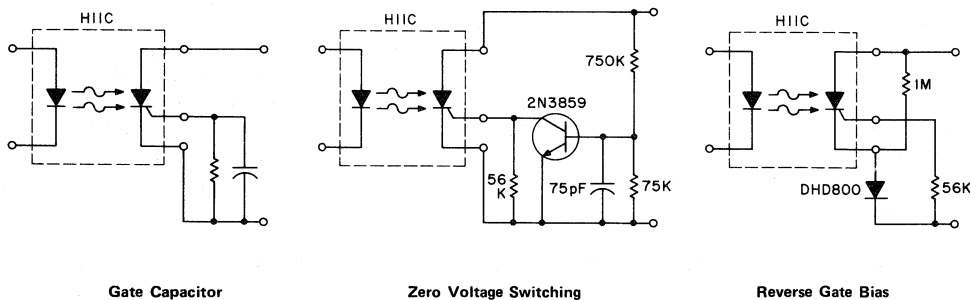 H11C
Gate Capacitor
H11C
750K
2N3859
56
K
75pF
75K
Zero Voltage Switching
H11C
1M
DHD800
56K
Reverse Gate Bias